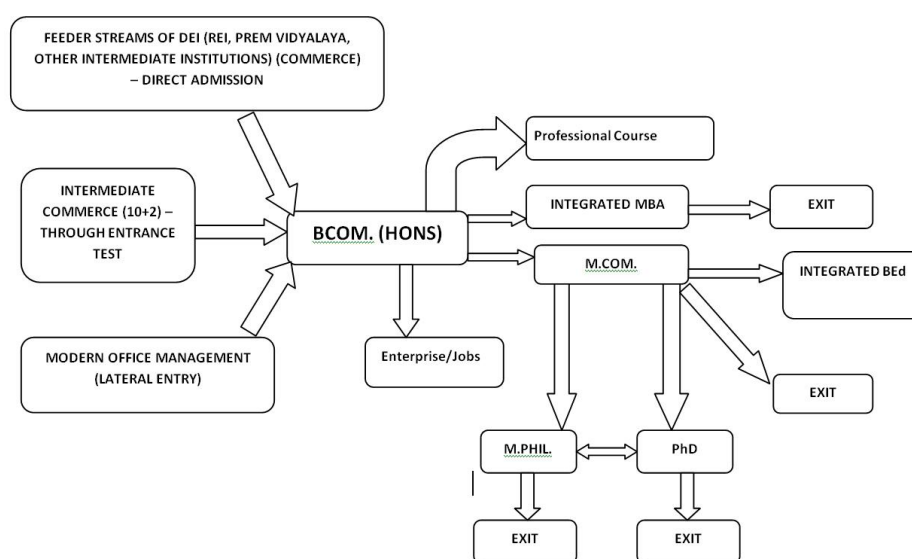 FEEDER STREAMS OF DEI (REI, PREM VIDYALAYA,
OTHER INTERMEDIATE INSTITUTIONS) (COMMERCE)
– DIRECT ADMISSION
Professional Course
INTERMEDIATE
COMMERCE (10+2) –
THROUGH ENTRANCE
TEST
INTEGRATED MBA
EXIT
BCOM. (HONS)
M.COM.
INTEGRATED BEd
MODERN OFFICE MANAGEMENT
(LATERAL ENTRY)
Enterprise/Jobs
EXIT
M.PHIL.
PhD
EXIT
EXIT